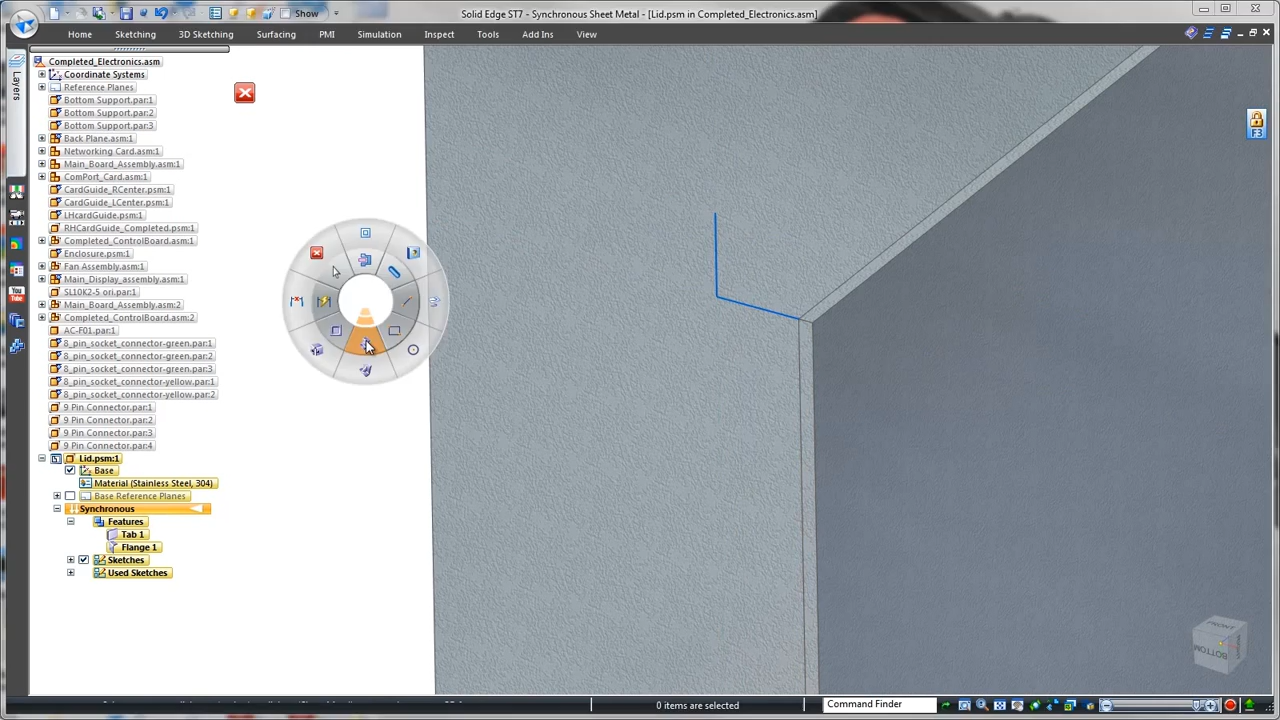 Show
Solid Edge ST7 - Synchronous Sheet Metal - [Lid.psm in Completed_Electronics.asm]
Home
Sketching
3D Sketching
Surfacing
PMI
Simulation
Inspect
Tools
Add Ins
View
Layers
Completed_Electronics.asm
Coordinate Systems
Reference Planes
Bottom Support.par:1
Bottom Support.par:2
Bottom Support.par:3
Back Plane.asm:1
Networking Card.asm:1
Main_Board_Assembly.asm:1
ComPort_Card.asm:1
CardGuide_RCenter.psm:1
CardGuide_LCenter.psm:1
LHcardGuide.psm:1
RHCardGuide_Completed.psm:1
Completed_ControlBoard.asm:1
Enclosure.psm:1
Fan Assembly.asm:1
Main_Display_assembly.asm:1
SL10K2-5 ori.par:1
Main_Board_Assembly.asm:2
Completed_ControlBoard.asm:2
AC-F01.par:1
8_pin_socket_connector-green.par:1
8_pin_socket_connector-green.par:2
8_pin_socket_connector-green.par:3
8_pin_socket_connector-yellow.par:1
8_pin_socket_connector-yellow.par:2
9 Pin Connector.par:1
9 Pin Connector.par:2
9 Pin Connector.par:3
9 Pin Connector.par:4
Lid.psm:1
Base
Material (Stainless Steel, 304)
Base Reference Planes
Synchronous
Features
Tab 1
Flange 1
Sketches
Used Sketches
You
F3
BOTTOM
0 items are selected
Command Finder